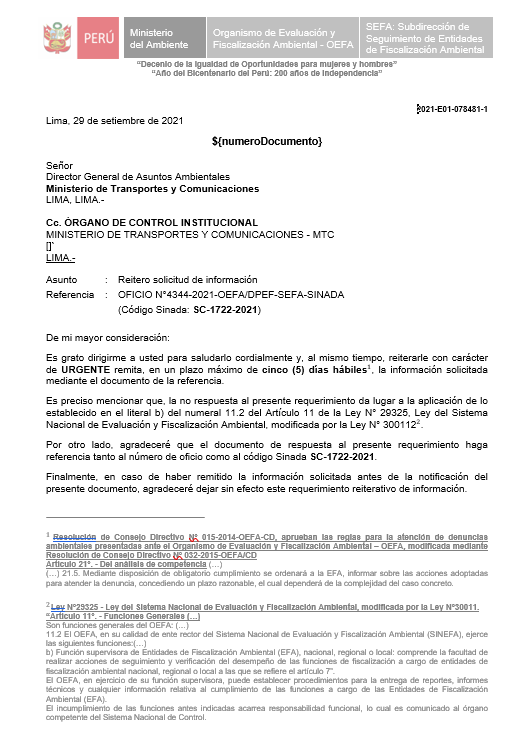 PERÚ
Ministerio
del Ambiente
Organismo de Evaluación y
Fiscalización Ambiental - OEFA
SEFA: Subdirección de
Seguimiento de Entidades
de Fiscalización Ambiental
“Decenio de la Igualdad de Oportunidades para mujeres y hombres”
“Año del Bicentenario del Perú: 200 años de Independencia”
2021-E01-078481-1
Lima, 29 de setiembre de 2021
${numeroDocumento}
Señor
Director General de Asuntos Ambientales
Ministerio de Transportes y Comunicaciones
LIMA, LIMA.-
Cc. ÓRGANO DE CONTROL INSTITUCIONAL
MINISTERIO DE TRANSPORTES Y COMUNICACIONES - MTC
[]`
LIMA.-
Asunto : Reitero solicitud de información
Referencia : OFICIO N°4344-2021-OEFA/DPEF-SEFA-SINADA
(Código Sinada: SC-1722-2021)
De mi mayor consideración:
Es grato dirigirme a usted para saludarlo cordialmente y, al mismo tiempo, reiterarle con carácter
de URGENTE remita, en un plazo máximo de cinco (5) días hábiles¹, la información solicitada
mediante el documento de la referencia.
Es preciso mencionar que, la no respuesta al presente requerimiento da lugar a la aplicación de lo
establecido en el literal b) del numeral 11.2 del Artículo 11 de la Ley N° 29325, Ley del Sistema
Nacional de Evaluación y Fiscalización Ambiental, modificada por la Ley N° 30011².
Por otro lado, agradeceré que el documento de respuesta al presente requerimiento haga
referencia tanto al número de oficio como al código Sinada SC-1722-2021.
Finalmente, en caso de haber remitido la información solicitada antes de la notificación del
presente documento, agradeceré dejar sin efecto este requerimiento reiterativo de información.
1 Resolución de Consejo Directivo N° 015-2014-OEFA-CD, aprueban las reglas para la atención de denuncias
ambientales presentadas ante el Organismo de Evaluación y Fiscalización Ambiental – OEFA, modificada mediante
Resolución de Consejo Directivo N° 032-2015-OEFA/CD
Artículo 21°. - Del análisis de competencia (...)
(...) 21.5. Mediante disposición de obligatorio cumplimiento se ordenará a la EFA, informar sobre las acciones adoptadas
para atender la denuncia, concediendo un plazo razonable, el cual dependerá de la complejidad del caso concreto.
2 Ley N°29325 - Ley del Sistema Nacional de Evaluación y Fiscalización Ambiental, modificada por la Ley N°30011.
“Artículo 11°. - Funciones Generales (...)
Son funciones generales del OEFA: (...)
11.2 El OEFA, en su calidad de ente rector del Sistema Nacional de Evaluación y Fiscalización Ambiental (SINEFA), ejerce
las siguientes funciones:(...)
b) Función supervisora de Entidades de Fiscalización Ambiental (EFA), nacional, regional o local: comprende la facultad de
realizar acciones de seguimiento y verificación del desempeño de las funciones de fiscalización a cargo de entidades de
fiscalización ambiental nacional, regional o local a las que se refiere el artículo 7”.
El OEFA, en ejercicio de su función supervisora, puede establecer procedimientos para la entrega de reportes, informes
técnicos y cualquier información relativa al cumplimiento de las funciones a cargo de las Entidades de Fiscalización
Ambiental (EFA).
El incumplimiento de las funciones antes indicadas acarrea responsabilidad funcional, lo cual es comunicado al órgano
competente del Sistema Nacional de Control.